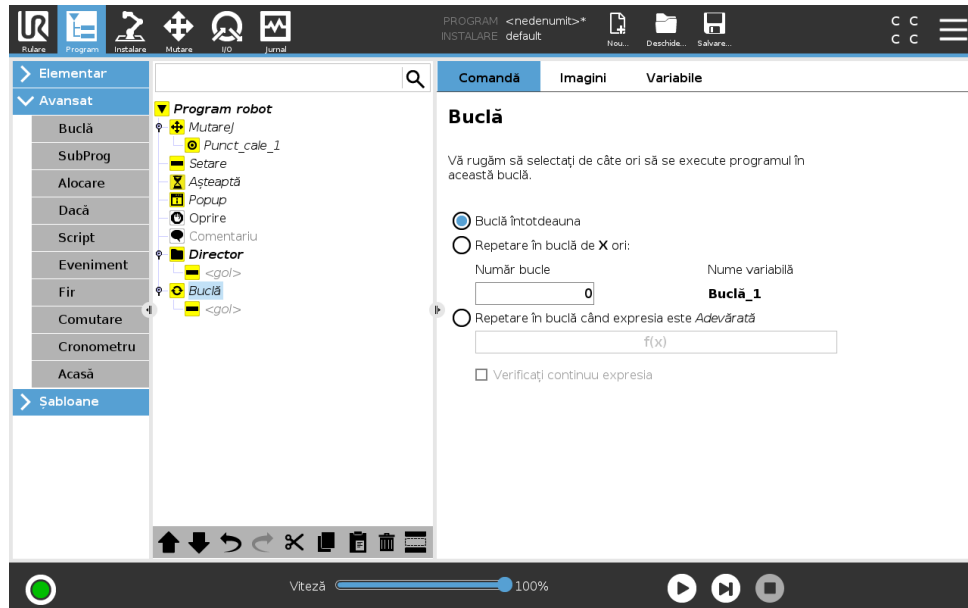 PROGRAM <nedenumit>*
INSTALARE default
Rulare
Program
Instalare
Mutare
I/O
Jurnal
Nou...
Deschide...
Salvare...
C C
C C
Elementar
Avansat
Buclă
SubProg
Alocare
Dacă
Script
Eveniment
Fir
Comutare
Cronometru
Acasă
Șabloane
Program robot
MutareJ
Punct_cale_1
Setare
Așteaptă
Popup
Oprire
Comentariu
Director
<gol>
Buclă
<gol>
Comandă Imagini Variabile
Buclă
Vă rugăm să selectați de câte ori să se execute programul în
această buclă.
Buclă întotdeauna
Repetare în buclă de X ori:
Număr bucle Nume variabilă
0 Buclă_1
Repetare în buclă când expresia este Adevărată
f(x)
Verificați continuu expresia
Viteză 100%